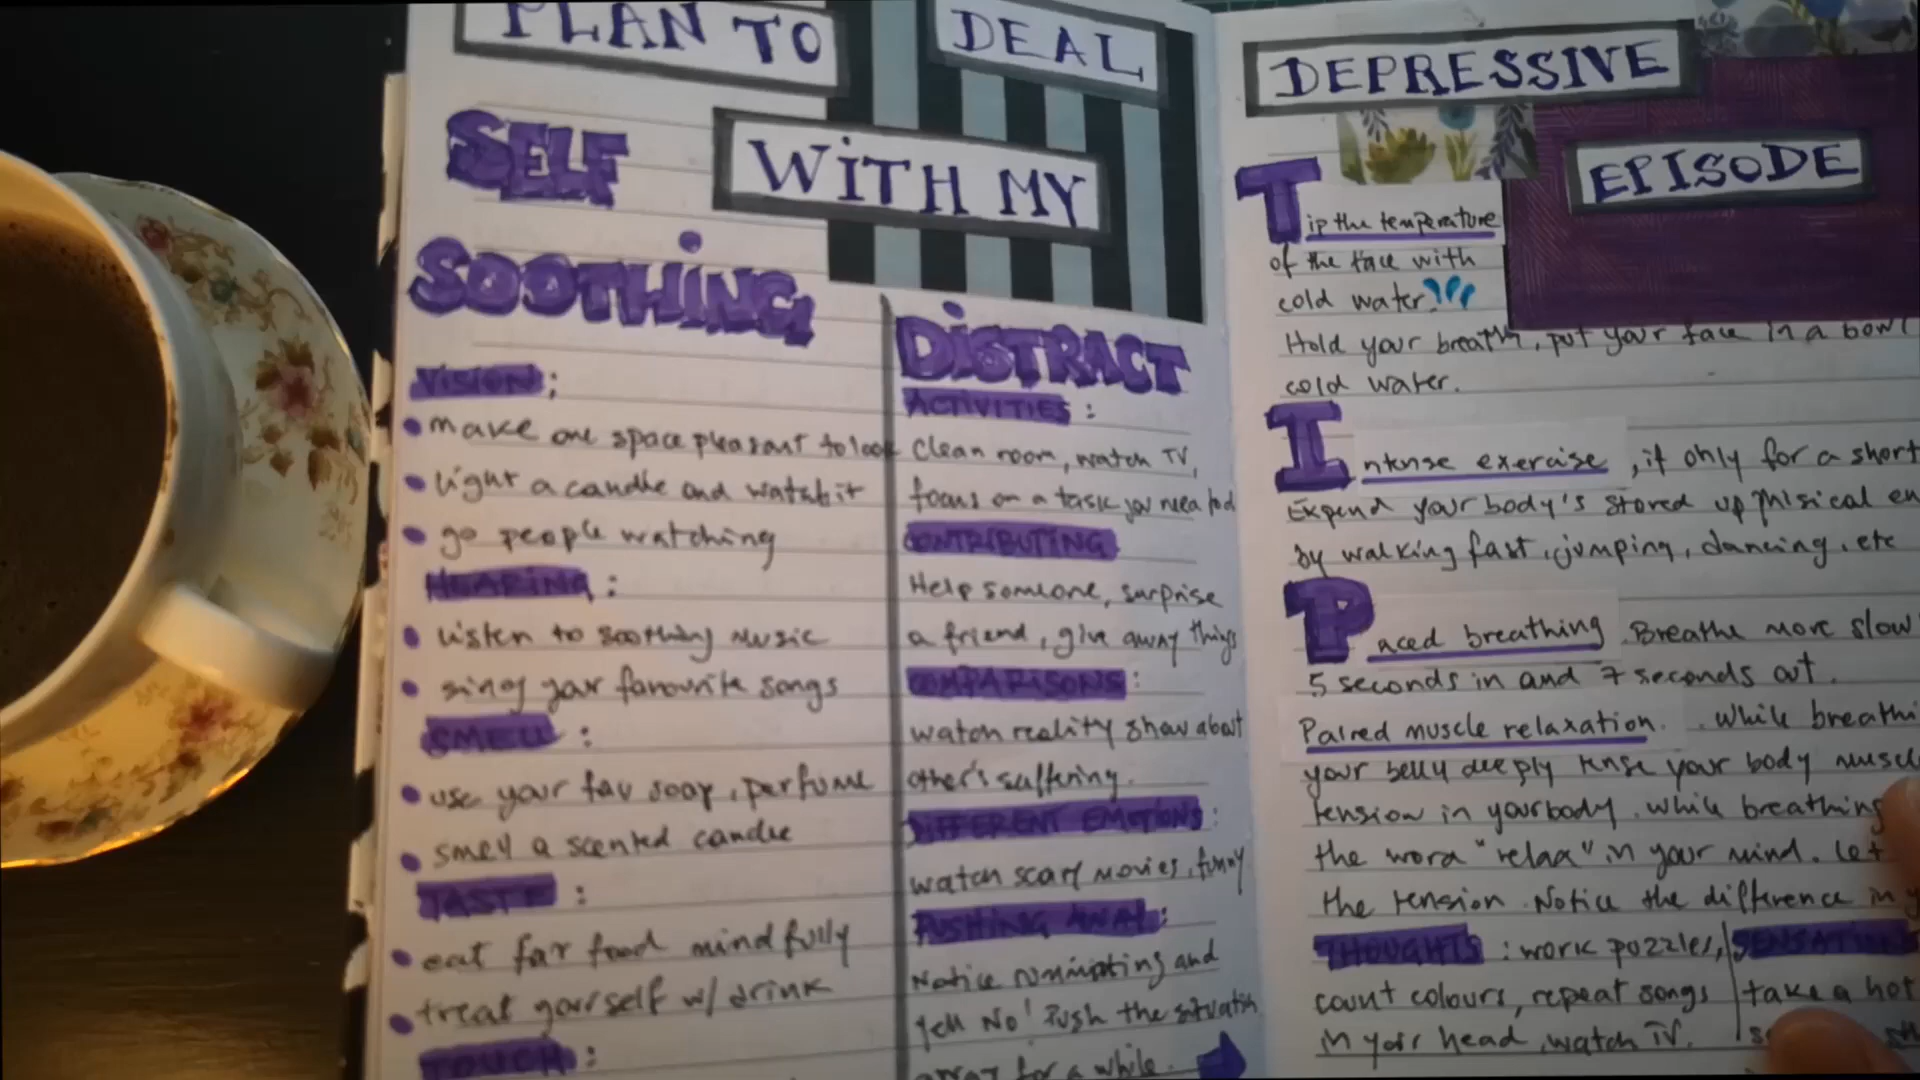 PLAN TO
DEAL
WITH MY
DEPRESSIVE
EPISODE
SELF
SOOTHING
VISION:
• make one space pleasant to look
• light a candle and watch it
• go people watching
HEARING:
• listen to soothing music
• sing your favourite songs
SMELL:
• use your fav soap, perfume
• smell a scented candle
TASTE:
• eat fav food mindfully
• treat yourself w/ drink
TOUCH:
DISTRACT
ACTIVITIES:
Clean room, watch TV,
focus on a task you need to d
CONTRIBUTING
Help someone, surprise
a friend, give away things
COMPARISONS:
watch reality show about
other's suffering.
DIFFERENT EMOTIONS:
watch scary movies, funny
PUSHING AWAY:
Notice ruminating and
Yell No! Push the situation
away for a while.
Tip the temperature
of the face with
cold water
Hold your breath, put your face in a bowl
cold water.
Intense exercise, if only for a short
Expend your body's stored up phisical en
by walking fast, jumping, dancing, etc
Paced breathing. Breathe more slow
5 seconds in and 7 seconds out.
Paired muscle relaxation. While breathi
your belly deeply tense your body muscl
tension in your body. While breathing
the word "relax" in your mind. Let
the tension. Notice the difference in y
THOUGHTS: work puzzles,
count colours, repeat songs
in your head, watch TV.
SENSATIONS
take a hot